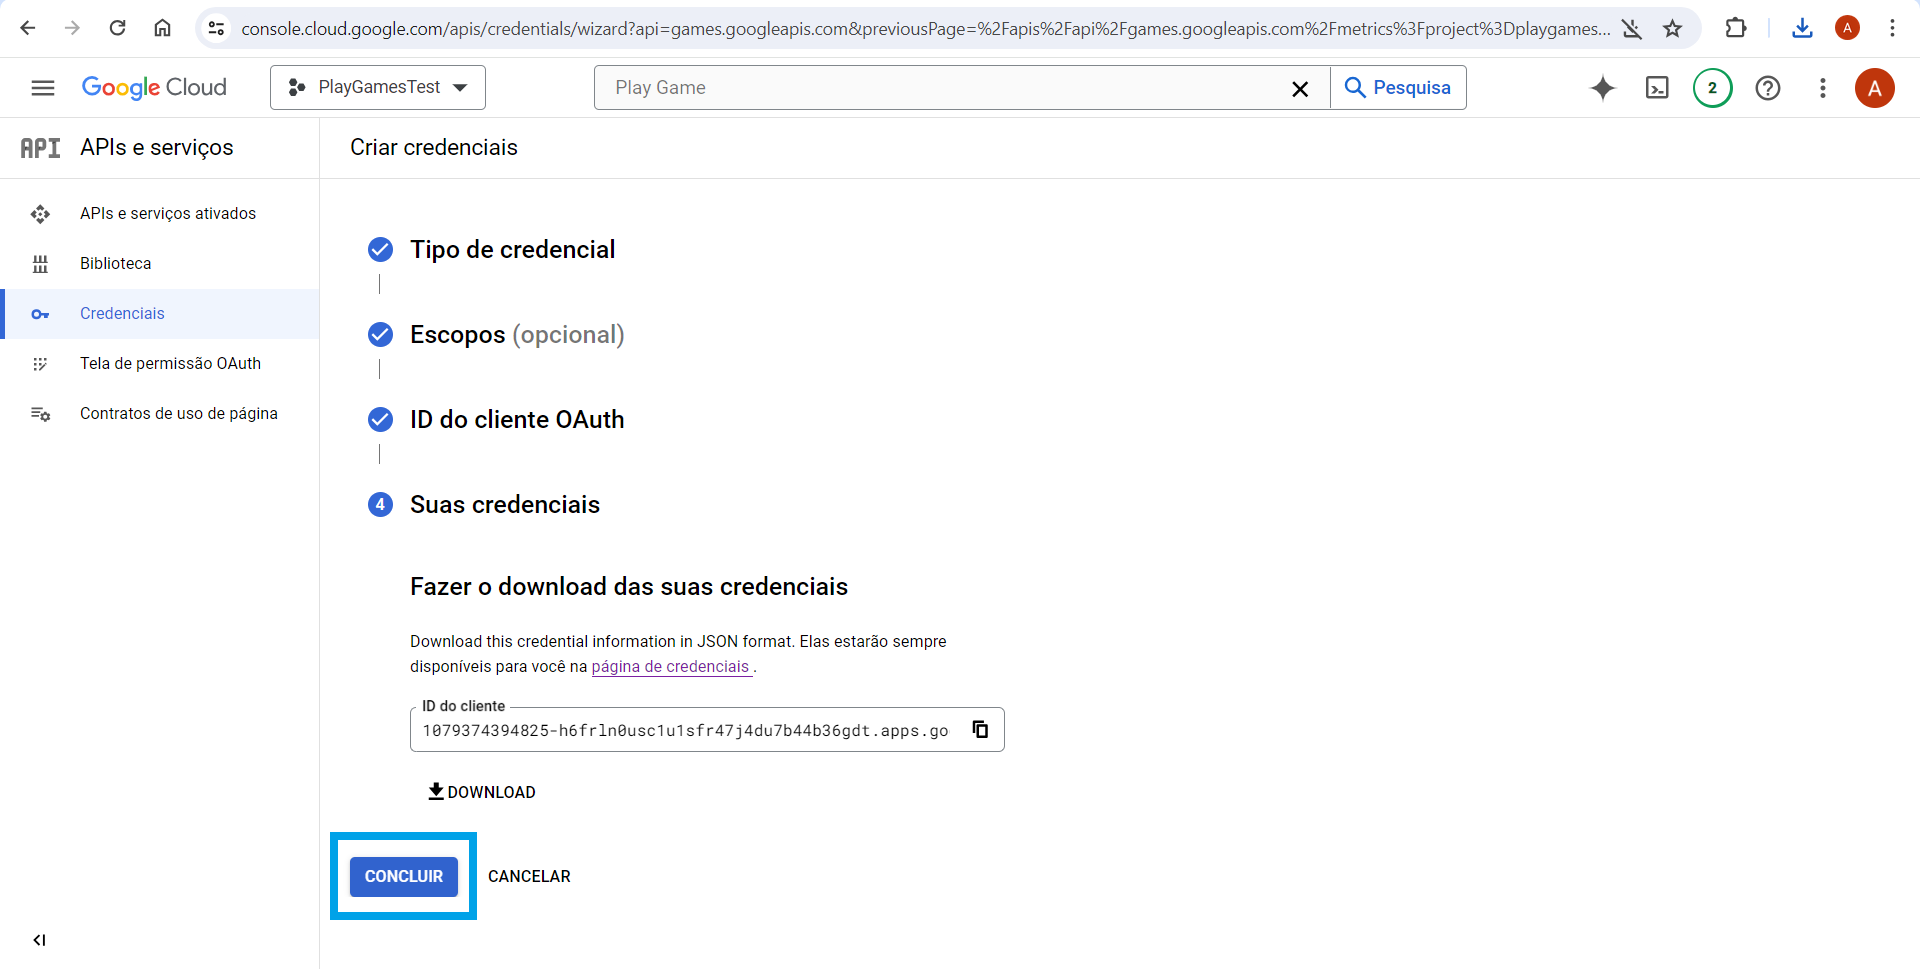 console.cloud.google.com/apis/credentials/wizard?api=games.googleapis.com&previousPage=%2Fapis%2Fapi%2Fgames.googleapis.com%2Fmetrics%3Fproject%3Dplaygames...
A
Google Cloud
PlayGamesTest
Play Game
Pesquisa
2
A
API
APIs e serviços
Criar credenciais
APIs e serviços ativados
Biblioteca
Credenciais
Tela de permissão OAuth
Contratos de uso de página
Tipo de credencial
Escopos (opcional)
ID do cliente OAuth
4
Suas credenciais
Fazer o download das suas credenciais
Download this credential information in JSON format. Elas estarão sempre
disponíveis para você na página de credenciais .
ID do cliente
1079374394825-h6frln0usc1u1sfr47j4du7b44b36gdt.apps.go
DOWNLOAD
CONCLUIR
CANCELAR